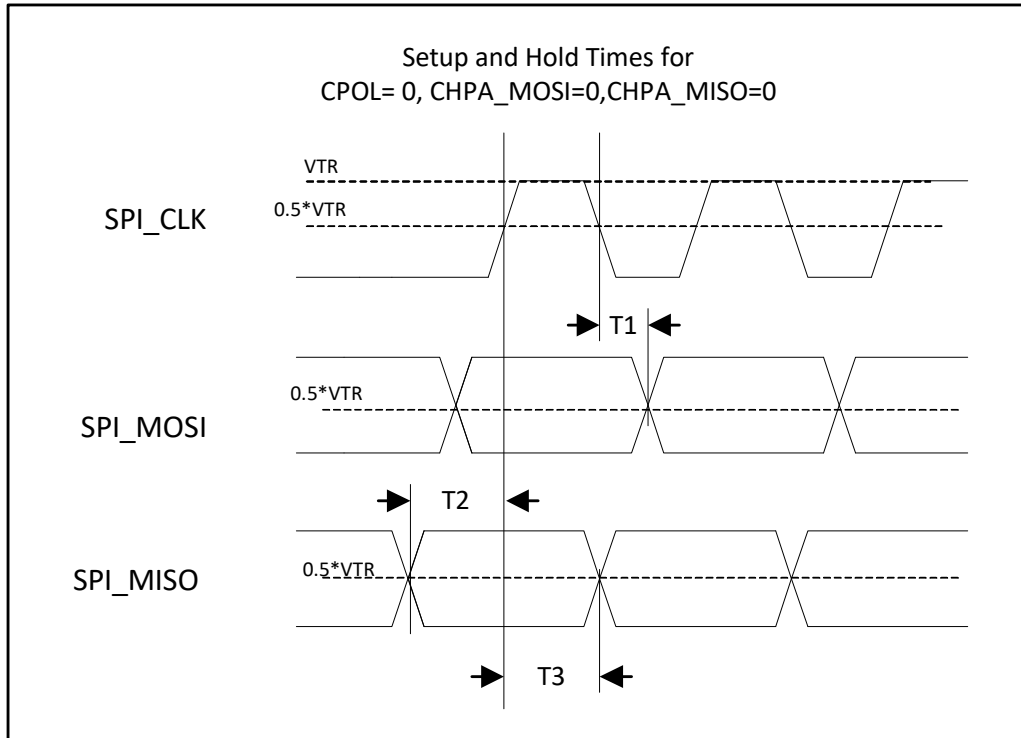 Setup and Hold Times for
CPOL= 0, CHPA_MOSI=0,CHPA_MISO=0
VTR
0.5*VTR
SPI_CLK
T1
0.5*VTR
SPI_MOSI
T2
0.5*VTR
SPI_MISO
T3